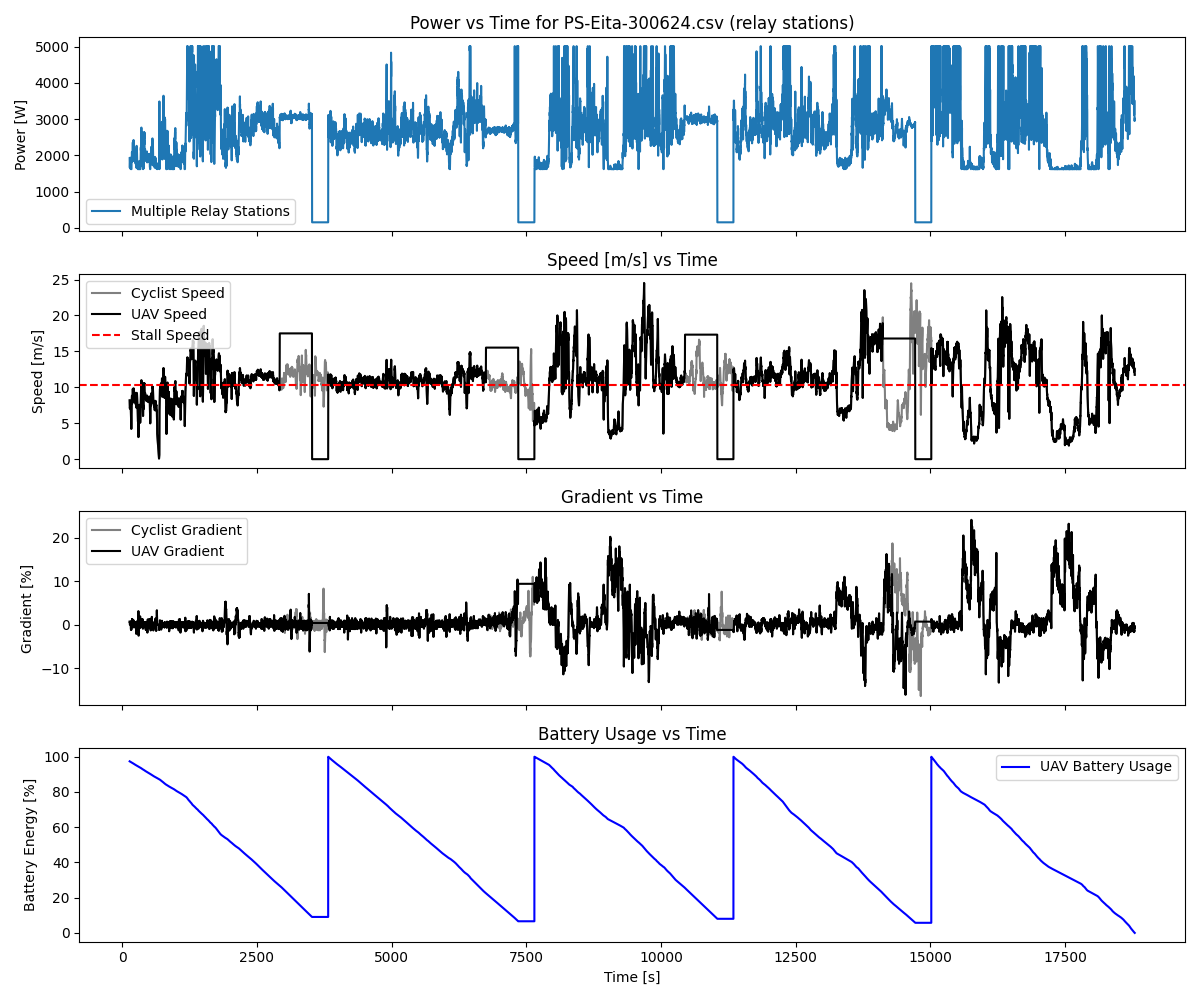 Power vs Time for PS-Eita-300624.csv (relay stations)
5000
4000
3000
2000
1000
0
Power [W]
Multiple Relay Stations
Speed [m/s] vs Time
25
20
15
10
5
0
Speed [m/s]
Cyclist Speed
UAV Speed
Stall Speed
Gradient vs Time
20
10
0
−10
Gradient [%]
Cyclist Gradient
UAV Gradient
Battery Usage vs Time
100
80
60
40
20
0
Battery Energy [%]
UAV Battery Usage
0 2500 5000 7500 10000 12500 15000 17500
Time [s]